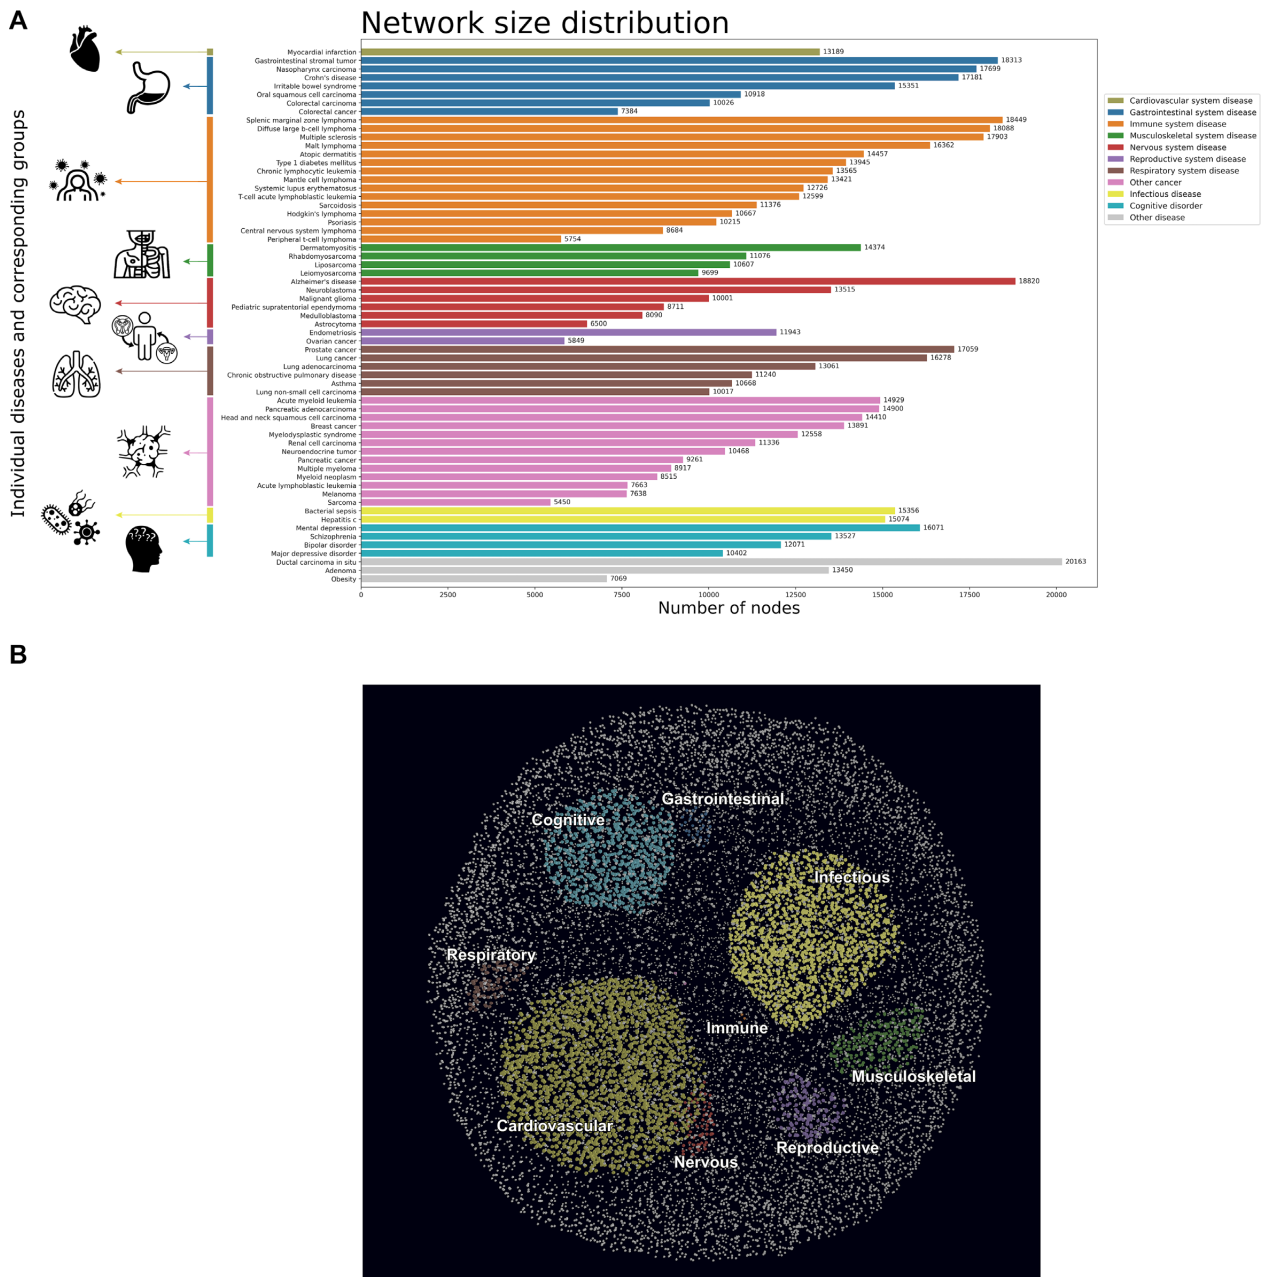 A
Network size distribution
Individual diseases and corresponding groups
Myocardial infarction 13189
Gastrointestinal stromal tumor 18313
Nasopharynx carcinoma 17699
Crohn's disease 17181
Irritable bowel syndrome 15351
Oral squamous cell carcinoma 10918
Colorectal carcinoma 10026
Colorectal cancer 7384
Splenic marginal zone lymphoma 18449
Diffuse large b-cell lymphoma 18088
Multiple sclerosis 17903
Malt lymphoma 16362
Atopic dermatitis 14457
Type 1 diabetes mellitus 13945
Chronic lymphocytic leukemia 13565
Mantle cell lymphoma 13421
Systemic lupus erythematosus 12726
T-cell acute lymphoblastic leukemia 12599
Sarcoidosis 11376
Hodgkin's lymphoma 10667
Psoriasis 10215
Central nervous system lymphoma 8684
Peripheral t-cell lymphoma 5754
Dermatomyositis 14374
Rhabdomyosarcoma 11076
Liposarcoma 10607
Leiomyosarcoma 9699
Alzheimer's disease 18820
Neuroblastoma 13515
Malignant glioma 10001
Pediatric supratentorial ependymoma 8711
Medulloblastoma 8090
Astrocytoma 6500
Endometriosis 11943
Ovarian cancer 5849
Prostate cancer 17059
Lung cancer 16278
Lung adenocarcinoma 13061
Chronic obstructive pulmonary disease 11240
Asthma 10668
Lung non-small cell carcinoma 10017
Acute myeloid leukemia 14929
Pancreatic adenocarcinoma 14900
Head and neck squamous cell carcinoma 14410
Breast cancer 13891
Myelodysplastic syndrome 12558
Renal cell carcinoma 11336
Neuroendocrine tumor 10468
Pancreatic cancer 9261
Multiple myeloma 8917
Myeloid neoplasm 8515
Acute lymphoblastic leukemia 7663
Melanoma 7638
Sarcoma 5450
Bacterial sepsis 15356
Hepatitis c 15074
Mental depression 16071
Schizophrenia 13527
Bipolar disorder 12071
Major depressive disorder 10402
Ductal carcinoma in situ 20163
Adenoma 13450
Obesity 7069
0 2500 5000 7500 10000 12500 15000 17500 20000
Number of nodes
Cardiovascular system disease
Gastrointestinal system disease
Immune system disease
Musculoskeletal system disease
Nervous system disease
Reproductive system disease
Respiratory system disease
Other cancer
Infectious disease
Cognitive disorder
Other disease
????
B
Gastrointestinal
Cognitive
Infectious
Respiratory
Immune
Musculoskeletal
Cardiovascular
Reproductive
Nervous